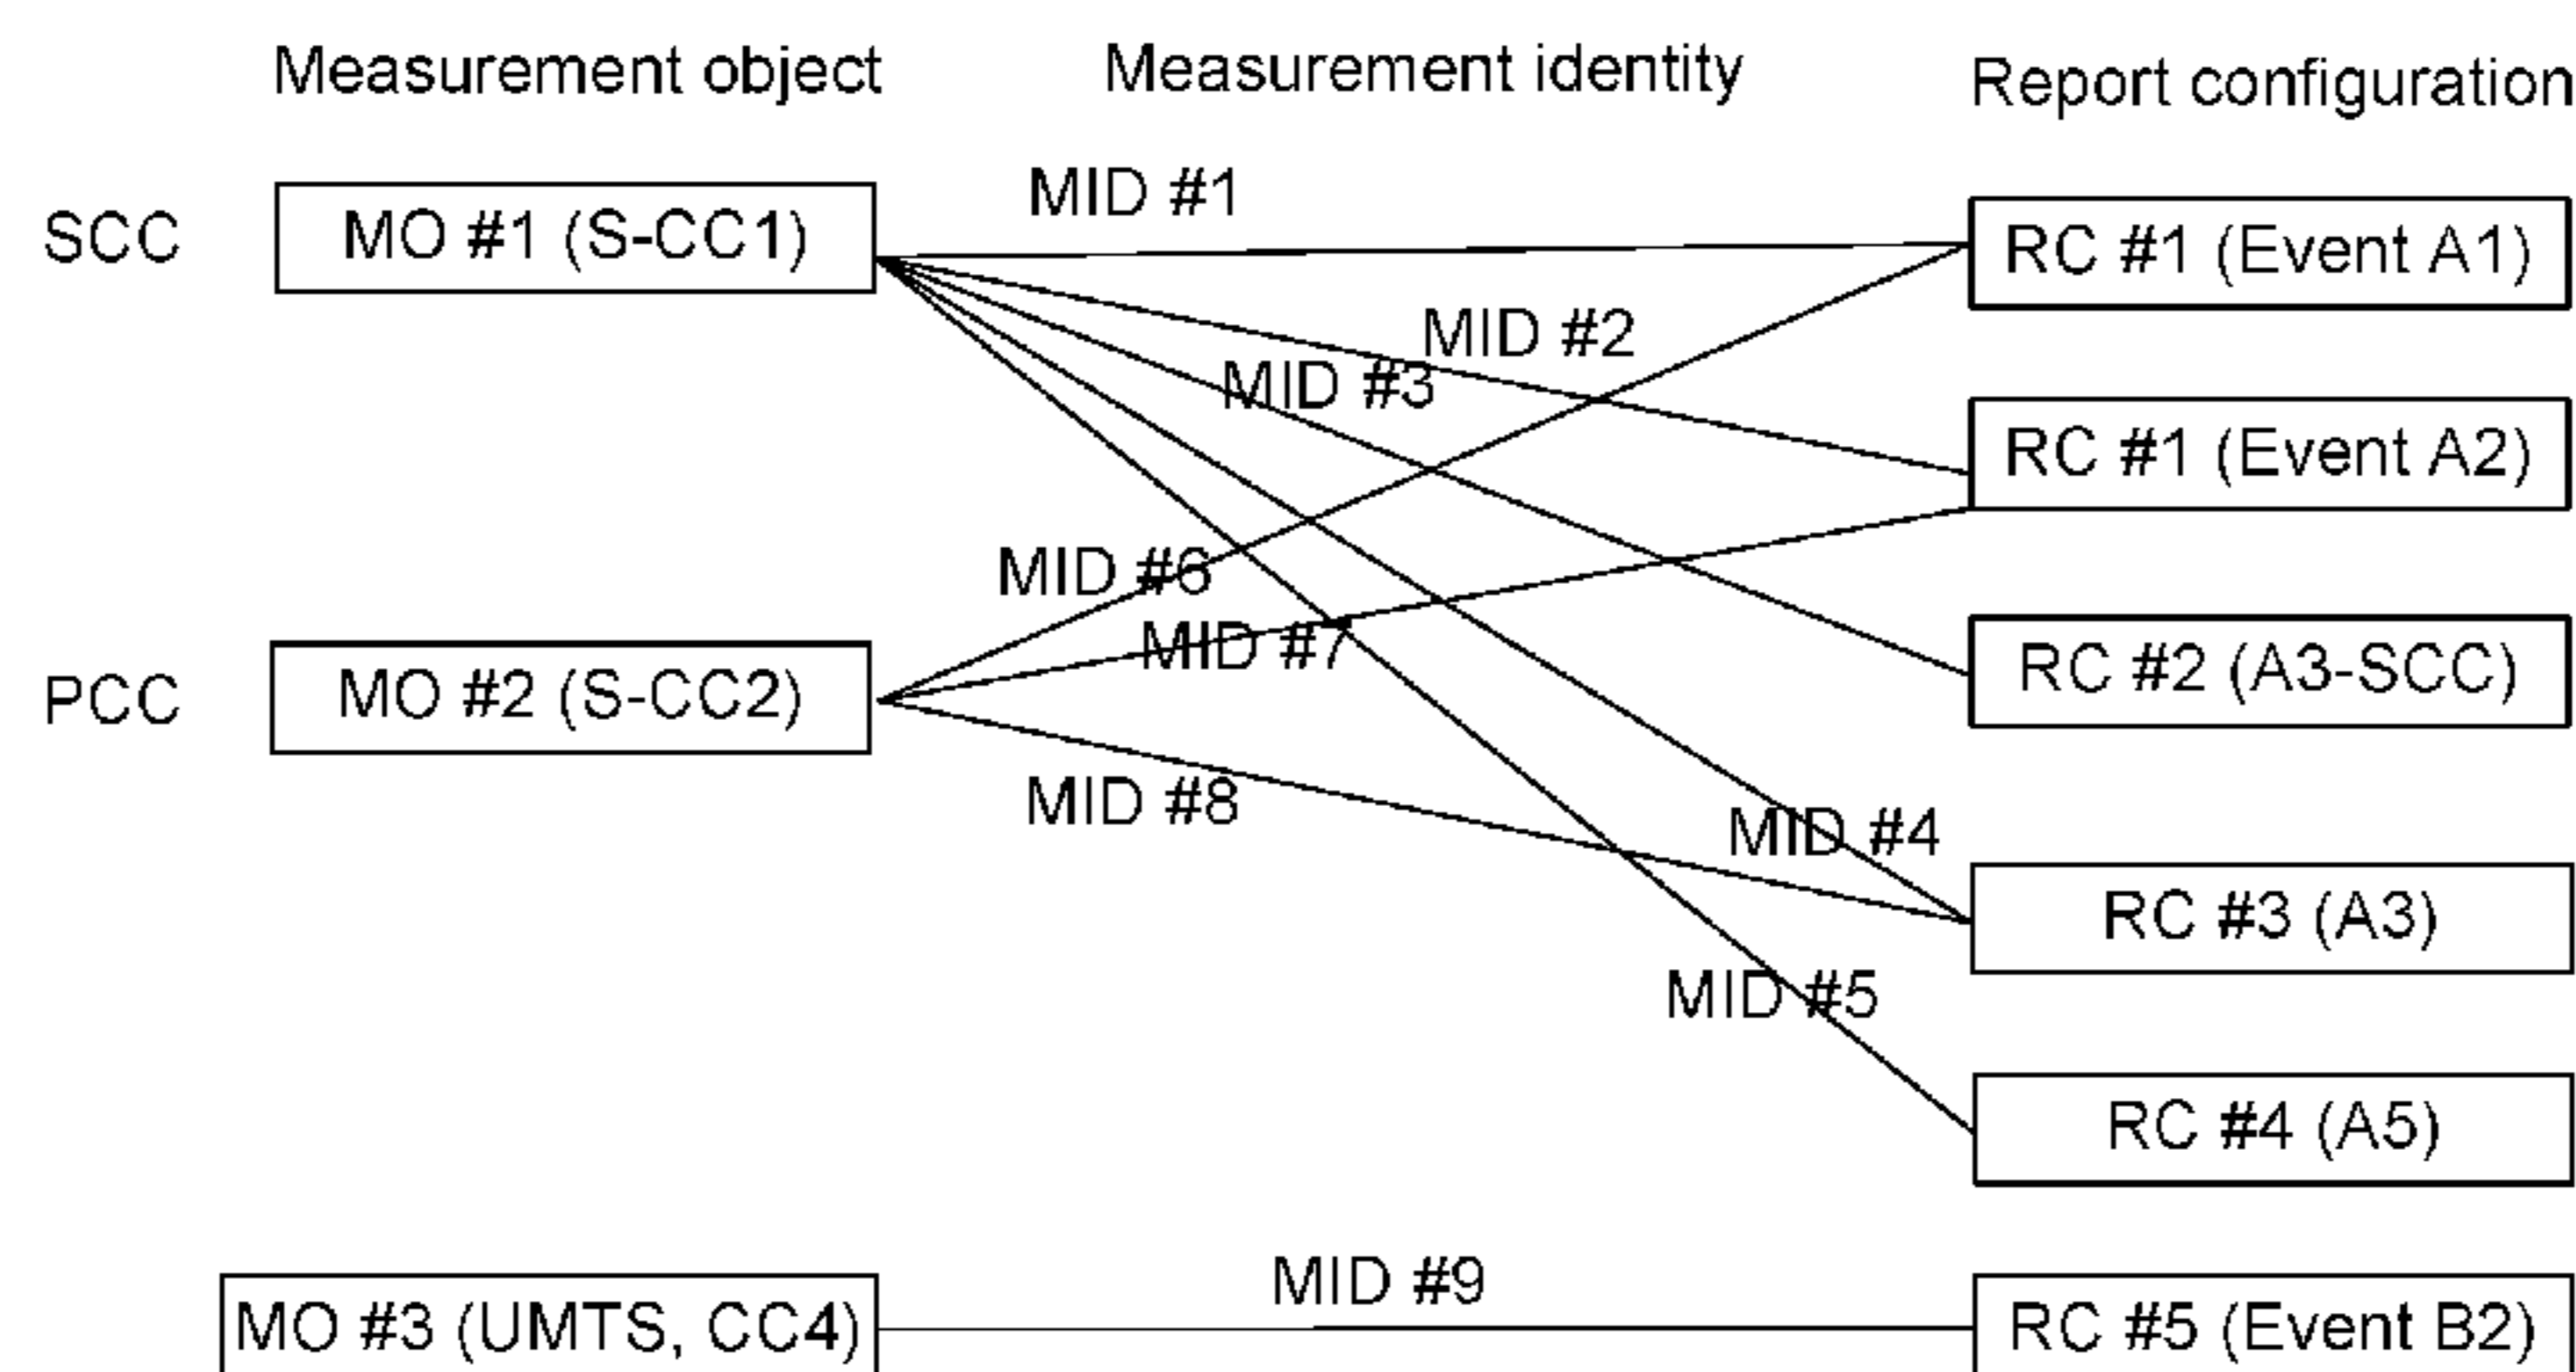 Measurement object
Measurement identity
Report configuration
SCC
MO #1 (S-CC1)
MID #1
RC #1 (Event A1)
MID #2
MID #3
RC #1 (Event A2)
MID #6
MID #7
RC #2 (A3-SCC)
PCC
MO #2 (S-CC2)
MID #8
MID #4
RC #3 (A3)
MID #5
RC #4 (A5)
MID #9
MO #3 (UMTS, CC4)
RC #5 (Event B2)